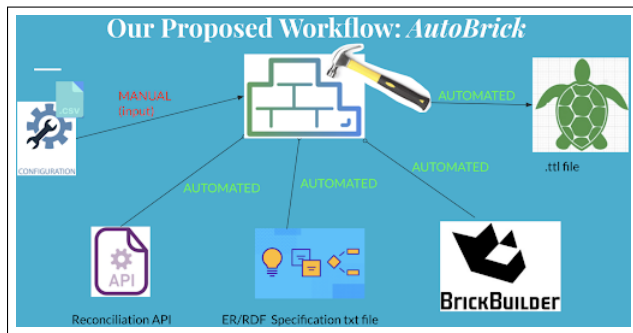 Our Proposed Workflow: AutoBrick
.CSV
MANUAL
(input)
AUTOMATED
CONFIGURATION
AUTOMATED
AUTOMATED
AUTOMATED
.ttl file
API
BRICKBUILDER
Reconciliation API
ER/RDF Specification txt file